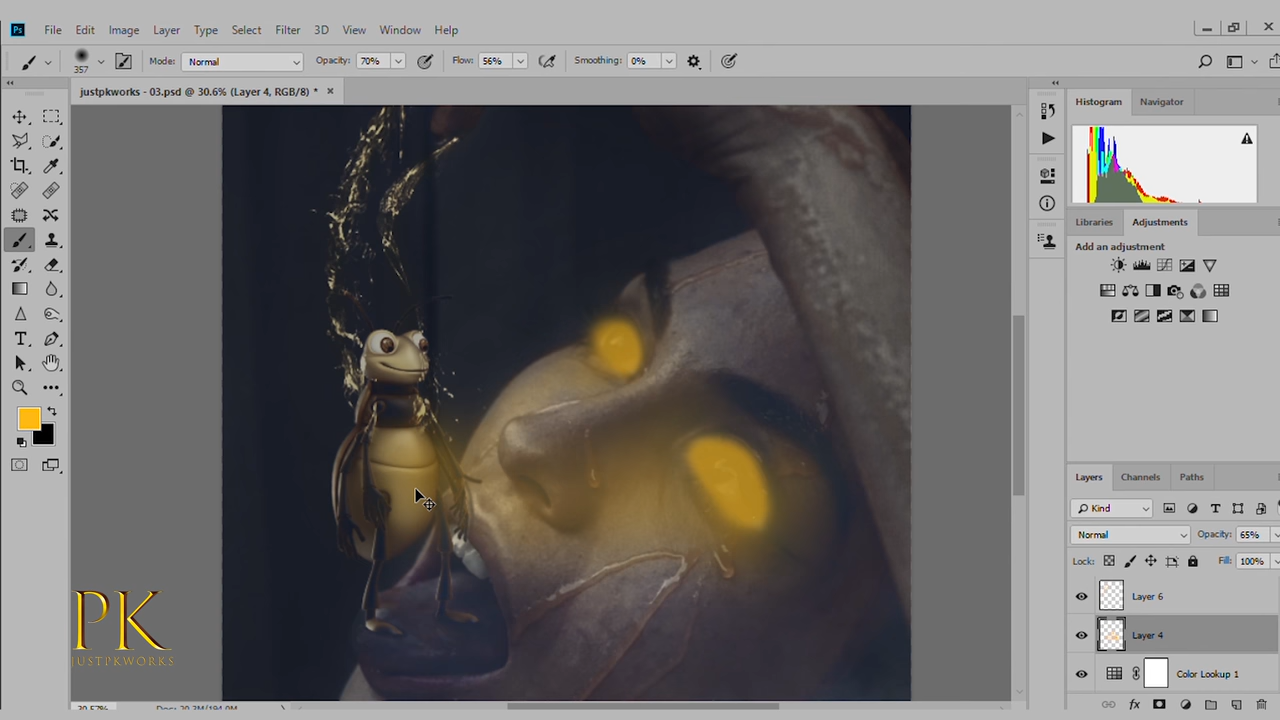 Ps File Edit Image Layer Type Select Filter 3D View Window Help
357 Mode: Normal Opacity: 70% Flow: 56% Smoothing: 0%
justpkworks - 03.psd @ 30.6% (Layer 4, RGB/8) * ×
Histogram Navigator
Libraries Adjustments
Add an adjustment
Layers Channels Paths
Kind
Normal Opacity: 65%
Lock: Fill: 100%
Layer 6
Layer 4
Color Lookup 1
PK
JUSTPKWORKS